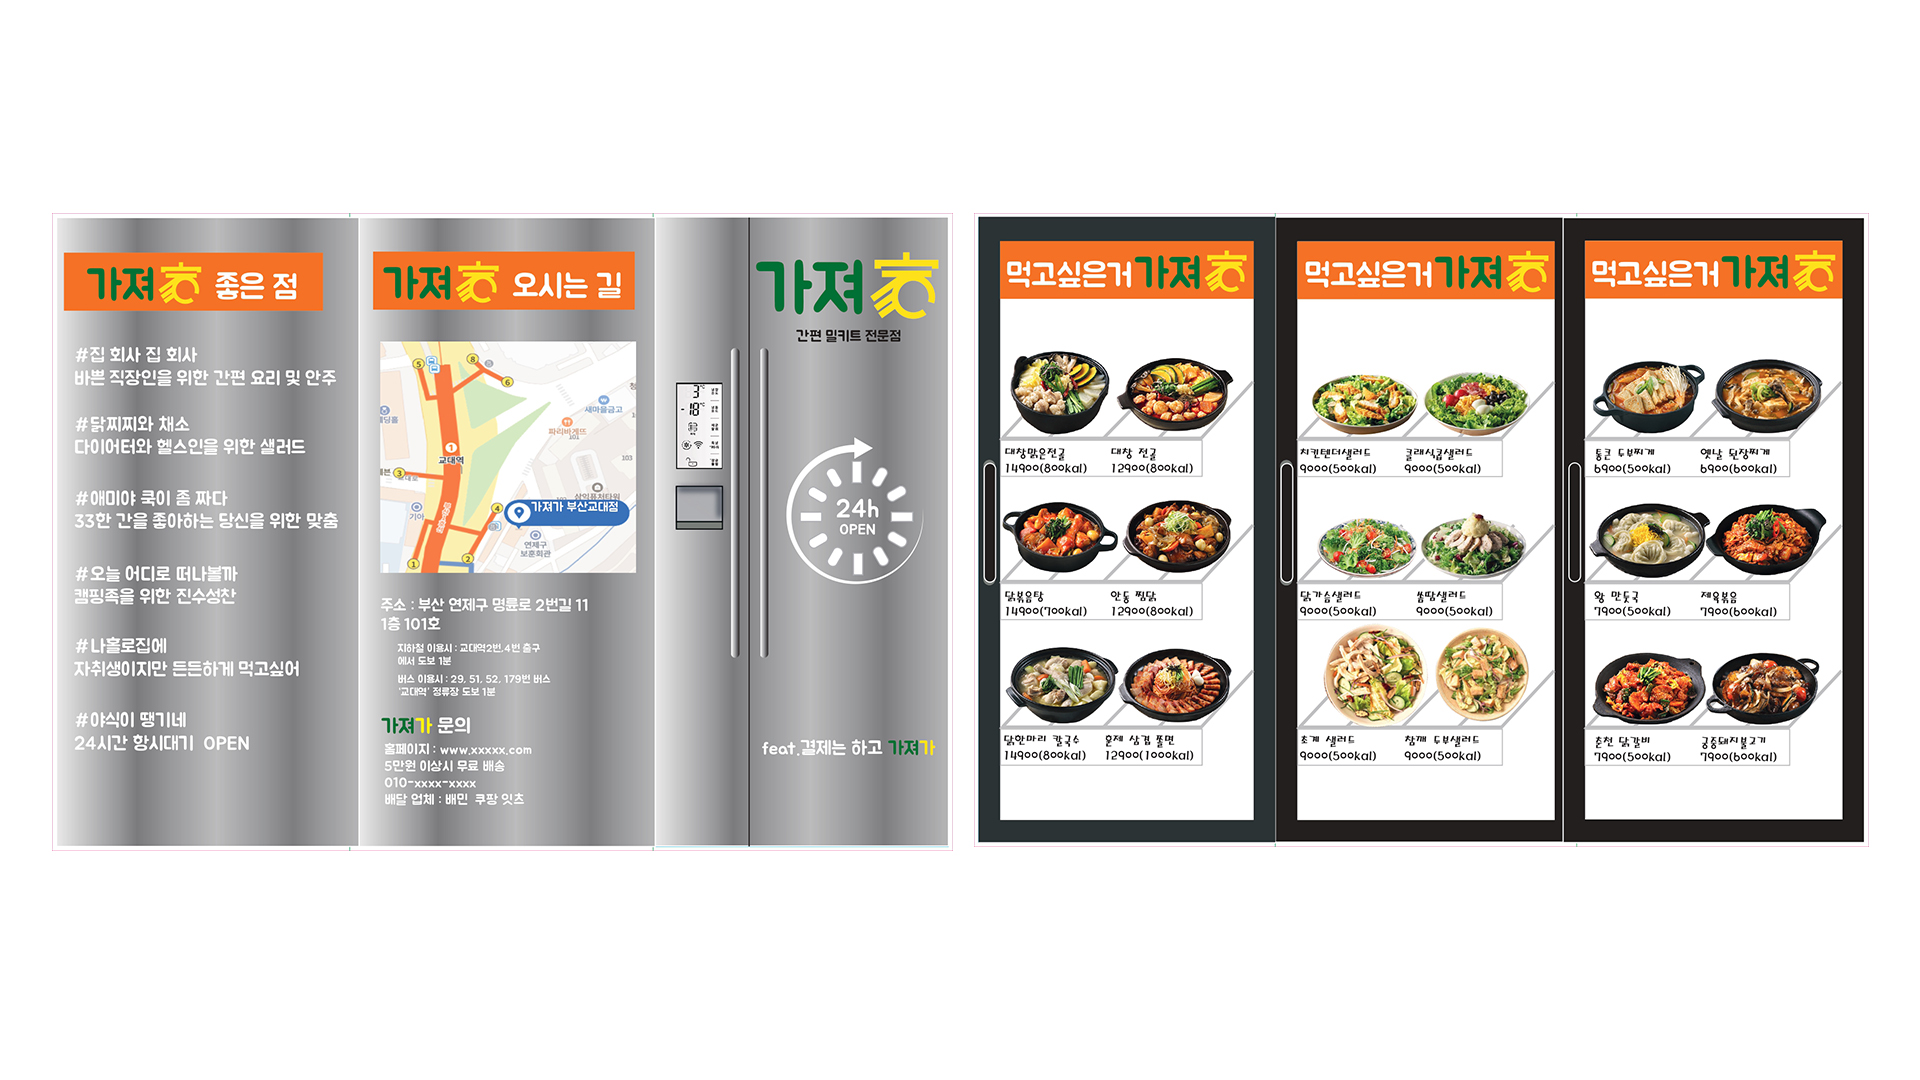 가져家 좋은 점
#집 회사 집 회사
바쁜 직장인을 위한 간편 요리 및 안주
#닭찌찌와 채소
다이어터와 헬스인을 위한 샐러드
#애미야 국이 좀 짜다
33한 간을 좋아하는 당신을 위한 맞춤
#오늘 어디로 떠나볼까
캠핑족을 위한 진수성찬
#나홀로집에
자취생이지만 든든하게 먹고싶어
#야식이 땡기네
24시간 항시대기 OPEN
가져家 오시는 길
5
8
6
새마을금고
파리바게뜨
101
103
1
교대역
3
기아
삼익퓨처타워
가져가 부산교대점
4
연제구
보훈회관
1
2
주소 : 부산 연제구 명륜로 2번길 11
1층 101호
지하철 이용시 : 교대역2번.4번 출구
에서 도보 1분
버스 이용시 : 29, 51, 52, 179번 버스
'교대역' 정류장 도보 1분
가져가 문의
홈페이지 : www.xxxxx.com
5만원 이상시 무료 배송
010-xxxx-xxxx
배달 업체 : 배민 쿠팡 잇츠
가져家
간편 밀키트 전문점
3℃
-18℃
24h
OPEN
feat.결제는 하고 가져가
먹고싶은거가져家
대창맑은전골 대창 전골
14900(800kal) 12900(800kal)
닭볶음탕 안동 찜닭
14900(700kal) 12900(800kal)
닭한마리 칼국수 훈제 삼겹 쫄면
14900(800kal) 12900(1000kal)
먹고싶은거가져家
치킨텐더샐러드 클래식콥샐러드
9000(500kal) 9000(500kal)
닭가슴샐러드 쏨땀샐러드
9000(500kal) 9000(500kal)
초계 샐러드 참깨 두부샐러드
9000(500kal) 9000(500kal)
먹고싶은거가져家
통큰 두부찌개 옛날 된장찌개
6900(500kal) 6900(600kal)
왕 만둣국 제육볶음
7900(500kal) 7900(600kal)
춘천 닭갈비 궁중돼지불고기
7900(500kal) 7900(600kal)